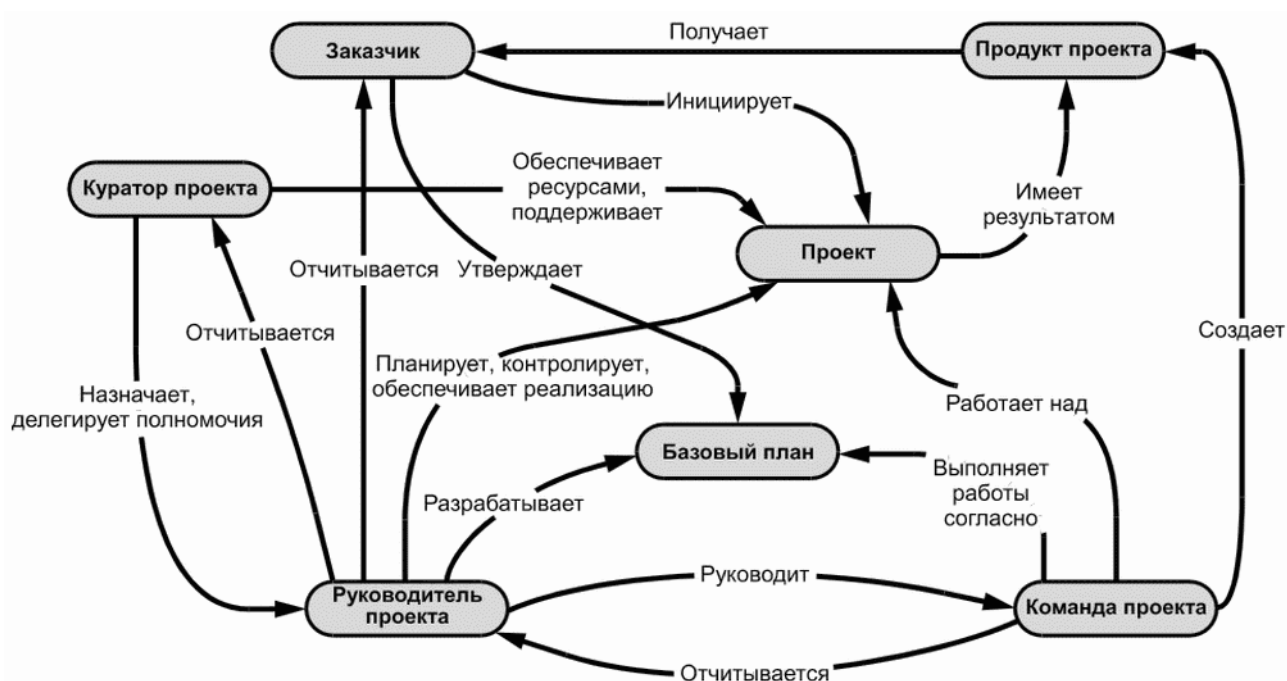 Получает
Заказчик
Продукт проекта
Инициирует
Обеспечивает
ресурсами,
поддерживает
Куратор проекта
Имеет
результатом
Проект
Отчитывается
Утверждает
Отчитывается
Создает
Планирует, контролирует,
обеспечивает реализацию
Назначает,
делегирует полномочия
Работает над
Базовый план
Выполняет
работы
согласно
Разрабатывает
Руководит
Руководитель
проекта
Команда проекта
Отчитывается